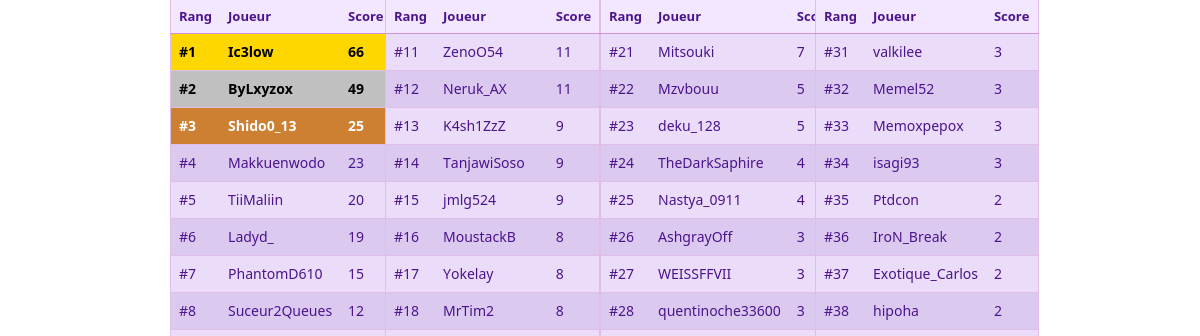 Rang Joueur Score Rang Joueur Score Rang Joueur Sc Rang Joueur Score
#1 Ic3low 66 #11 ZenoO54 11 #21 Mitsouki 7 #31 valkilee 3
#2 ByLxyzox 49 #12 Neruk_AX 11 #22 Mzvbouu 5 #32 Memel52 3
#3 Shido0_13 25 #13 K4sh1ZzZ 9 #23 deku_128 5 #33 Memoxpepox 3
#4 Makkuenwodo 23 #14 TanjawiSoso 9 #24 TheDarkSaphire 4 #34 isagi93 3
#5 TiiMaliin 20 #15 jmlg524 9 #25 Nastya_0911 4 #35 Ptdcon 2
#6 Ladyd_ 19 #16 MoustackB 8 #26 AshgrayOff 3 #36 IroN_Break 2
#7 PhantomD610 15 #17 Yokelay 8 #27 WEISSFFVII 3 #37 Exotique_Carlos 2
#8 Suceur2Queues 12 #18 MrTim2 8 #28 quentinoche33600 3 #38 hipoha 2